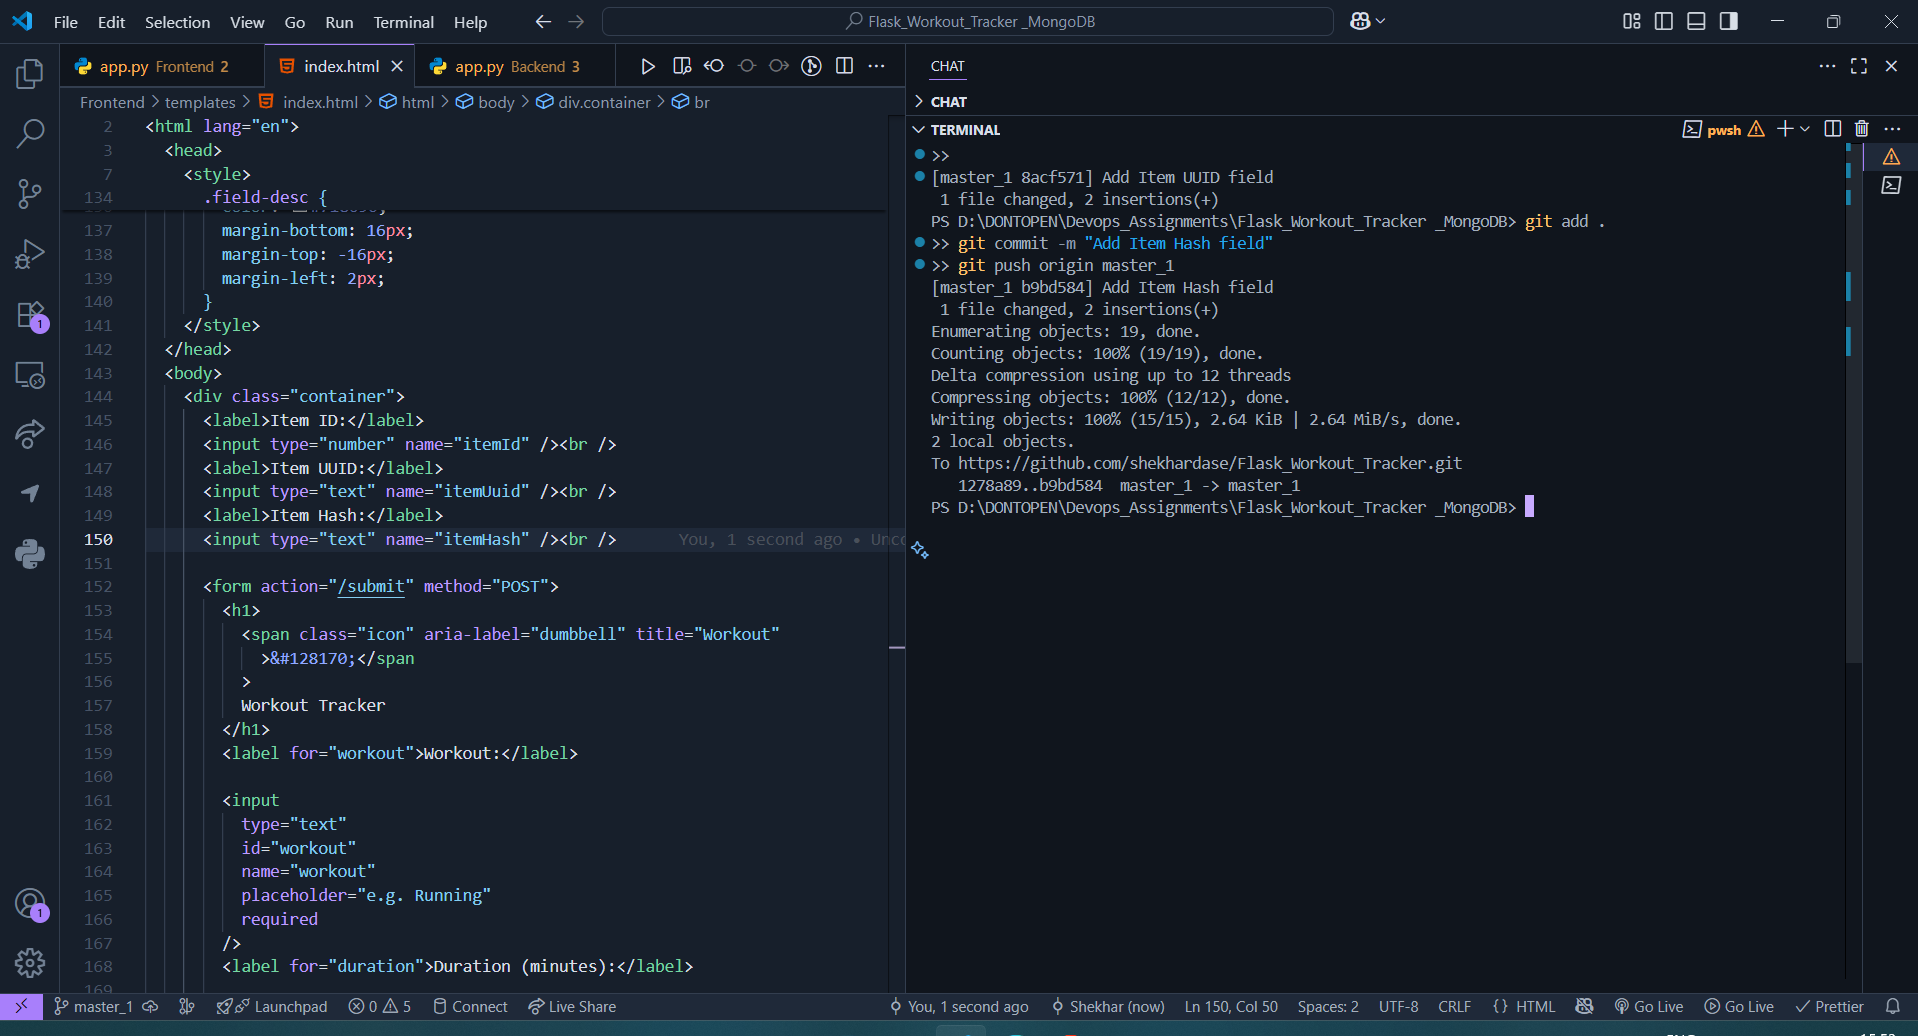 File Edit Selection View Go Run Terminal Help
Flask_Workout_Tracker _MongoDB
app.py Frontend 2
index.html
app.py Backend 3
Frontend > templates > index.html > html > body > div.container > br
2 <html lang="en">
3 <head>
7 <style>
134 .field-desc {
137 margin-bottom: 16px;
138 margin-top: -16px;
139 margin-left: 2px;
140 }
141 </style>
142 </head>
143 <body>
144 <div class="container">
145 <label>Item ID:</label>
146 <input type="number" name="itemId" /><br />
147 <label>Item UUID:</label>
148 <input type="text" name="itemUuid" /><br />
149 <label>Item Hash:</label>
150 <input type="text" name="itemHash" /><br /> You, 1 second ago • Unco
151
152 <form action="/submit" method="POST">
153 <h1>
154 <span class="icon" aria-label="dumbbell" title="Workout"
155 >&#128170;</span
156 >
157 Workout Tracker
158 </h1>
159 <label for="workout">Workout:</label>
160
161 <input
162 type="text"
163 id="workout"
164 name="workout"
165 placeholder="e.g. Running"
166 required
167 />
168 <label for="duration">Duration (minutes):</label>
169
CHAT
CHAT
TERMINAL
pwsh
>>
[master_1 8acf571] Add Item UUID field
1 file changed, 2 insertions(+)
PS D:\DONTOPEN\Devops_Assignments\Flask_Workout_Tracker _MongoDB> git add .
>> git commit -m "Add Item Hash field"
>> git push origin master_1
[master_1 b9bd584] Add Item Hash field
1 file changed, 2 insertions(+)
Enumerating objects: 19, done.
Counting objects: 100% (19/19), done.
Delta compression using up to 12 threads
Compressing objects: 100% (12/12), done.
Writing objects: 100% (15/15), 2.64 KiB | 2.64 MiB/s, done.
2 local objects.
To https://github.com/shekhardase/Flask_Workout_Tracker.git
1278a89..b9bd584 master_1 -> master_1
PS D:\DONTOPEN\Devops_Assignments\Flask_Workout_Tracker _MongoDB>
1
1
master_1 Launchpad 0 5 Connect Live Share You, 1 second ago Shekhar (now) Ln 150, Col 50 Spaces: 2 UTF-8 CRLF {} HTML Go Live Go Live Prettier